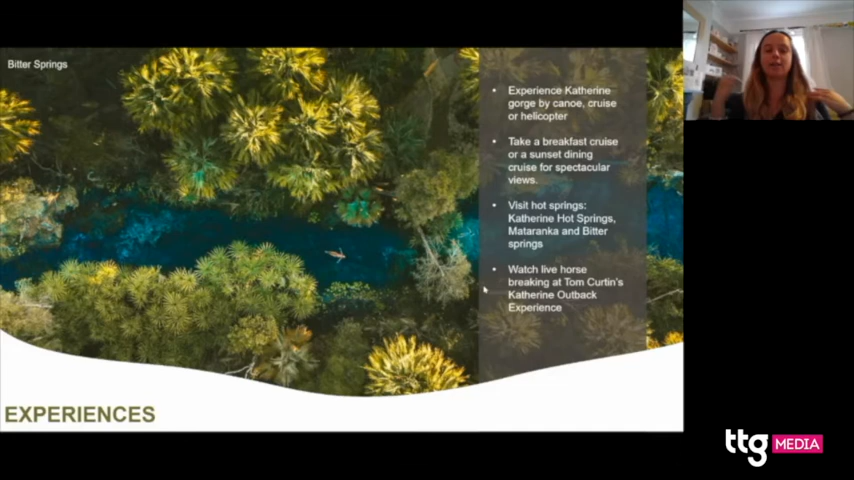 Bitter Springs
• Experience Katherine
gorge by canoe, cruise
or helicopter
• Take a breakfast cruise
or a sunset dining
cruise for spectacular
views.
• Visit hot springs:
Katherine Hot Springs,
Mataranka and Bitter
springs
• Watch live horse
breaking at Tom Curtin's
Katherine Outback
Experience
EXPERIENCES
ttg MEDIA